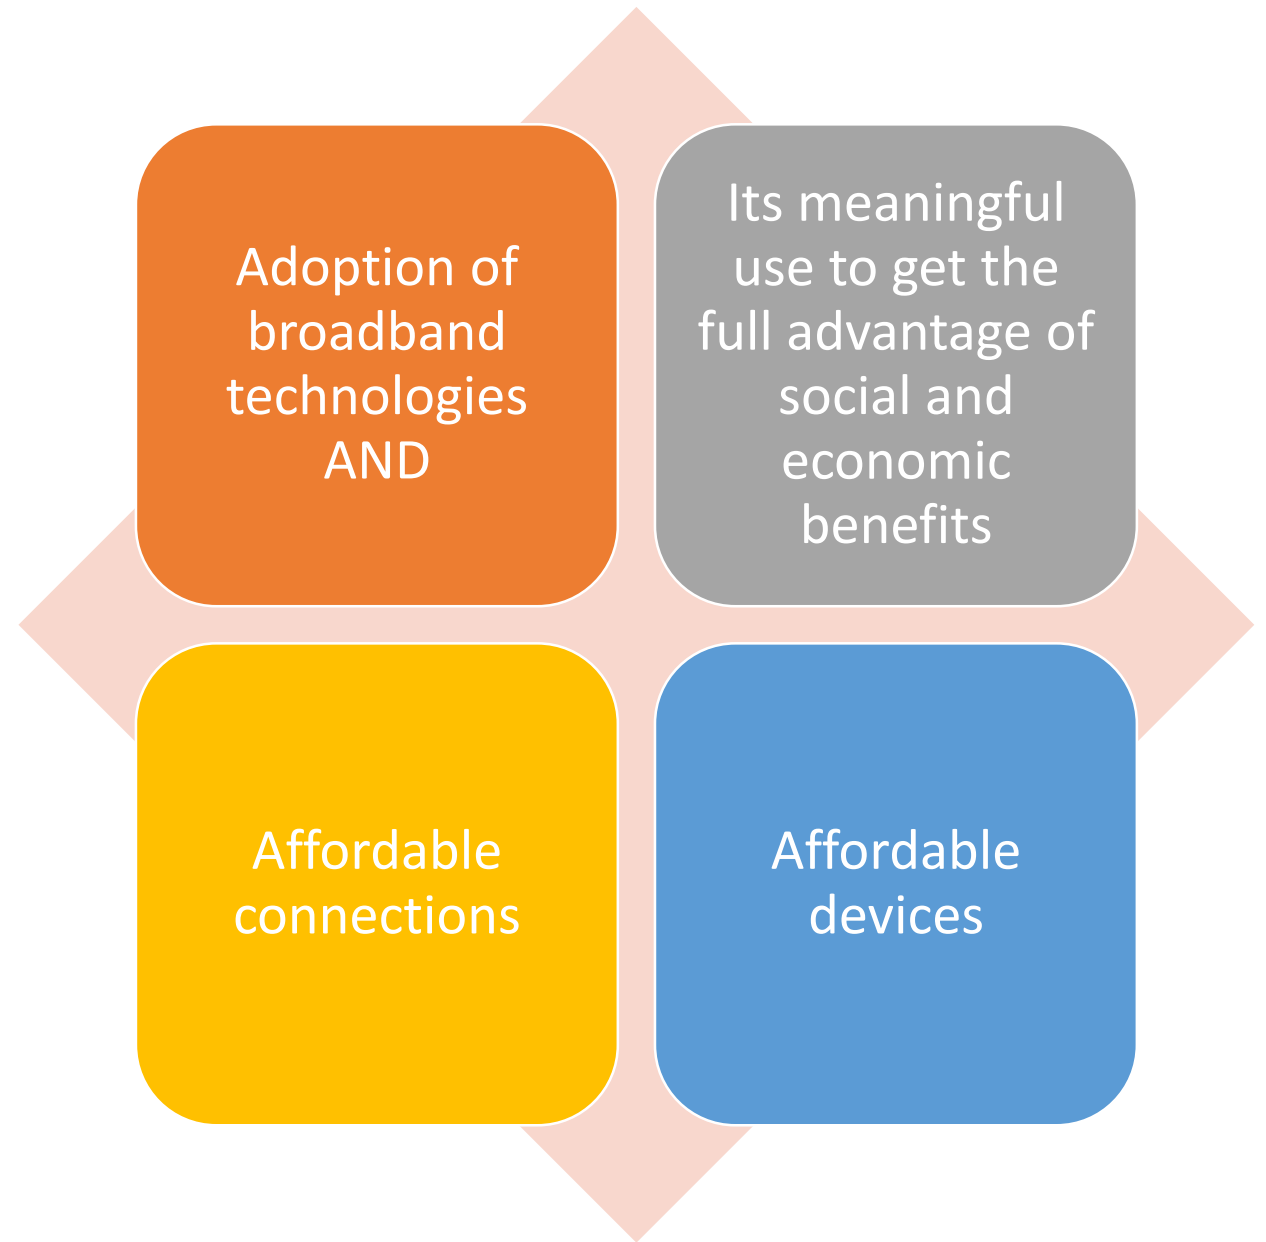 Adoption of
broadband
technologies
AND
Its meaningful
use to get the
full advantage of
social and
economic
benefits
Affordable
connections
Affordable
devices